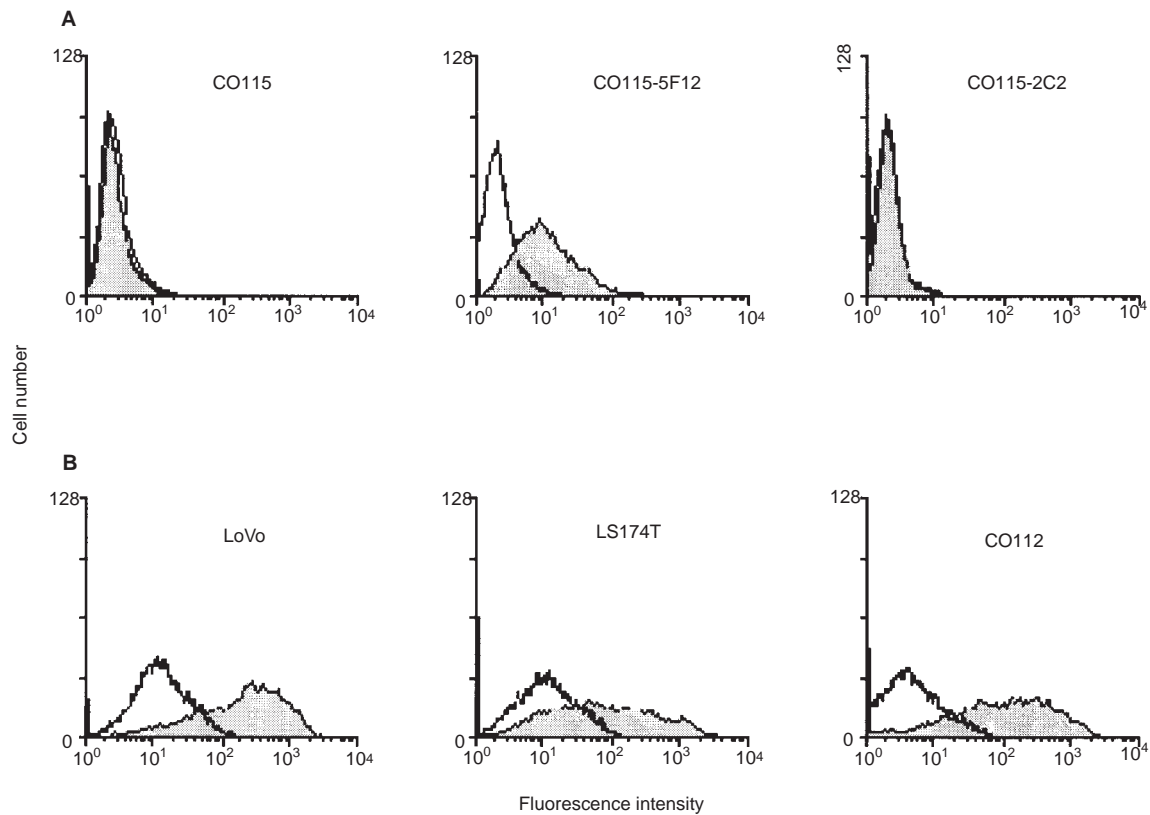 A
128
CO115
0
10⁰ 10¹ 10² 10³ 10⁴
128
CO115-5F12
0
10⁰ 10¹ 10² 10³ 10⁴
128
CO115-2C2
0
10⁰ 10¹ 10² 10³ 10⁴
Cell number
B
128
LoVo
0
10⁰ 10¹ 10² 10³ 10⁴
128
LS174T
0
10⁰ 10¹ 10² 10³ 10⁴
128
CO112
0
10⁰ 10¹ 10² 10³ 10⁴
Fluorescence intensity